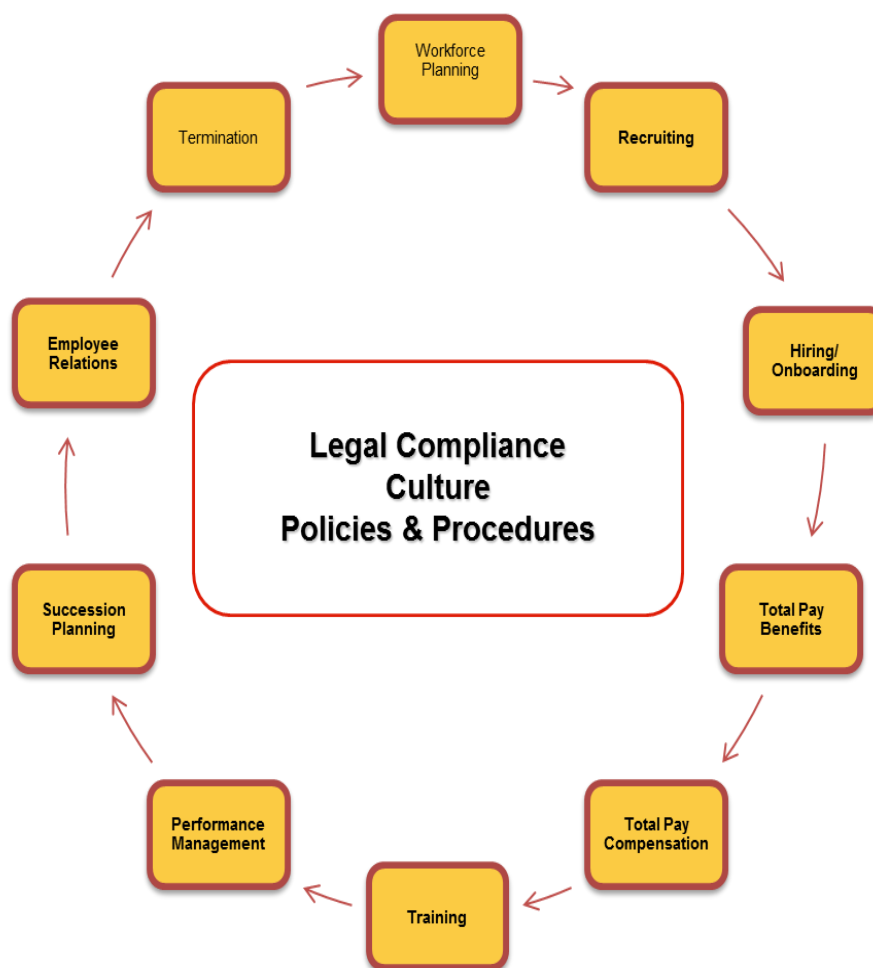 Workforce
Planning
Recruiting
Hiring/
Onboarding
Total Pay
Benefits
Total Pay
Compensation
Training
Performance
Management
Succession
Planning
Employee
Relations
Termination
Legal Compliance
Culture
Policies & Procedures